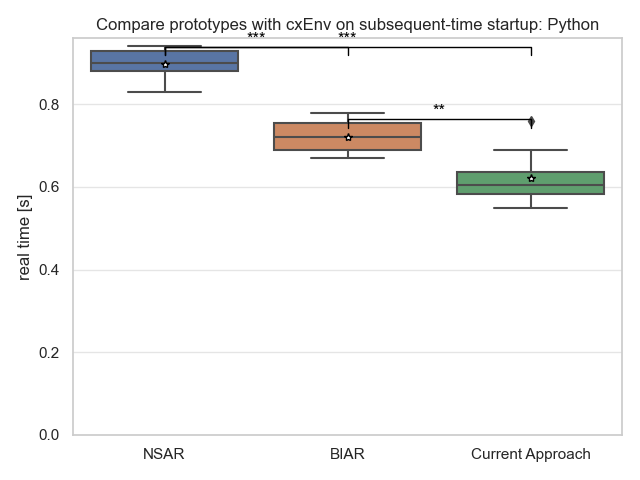 Compare prototypes with cxEnv on subsequent-time startup: Python
*** ***
**
real time [s]
0.8
0.6
0.4
0.2
0.0
NSAR BIAR Current Approach